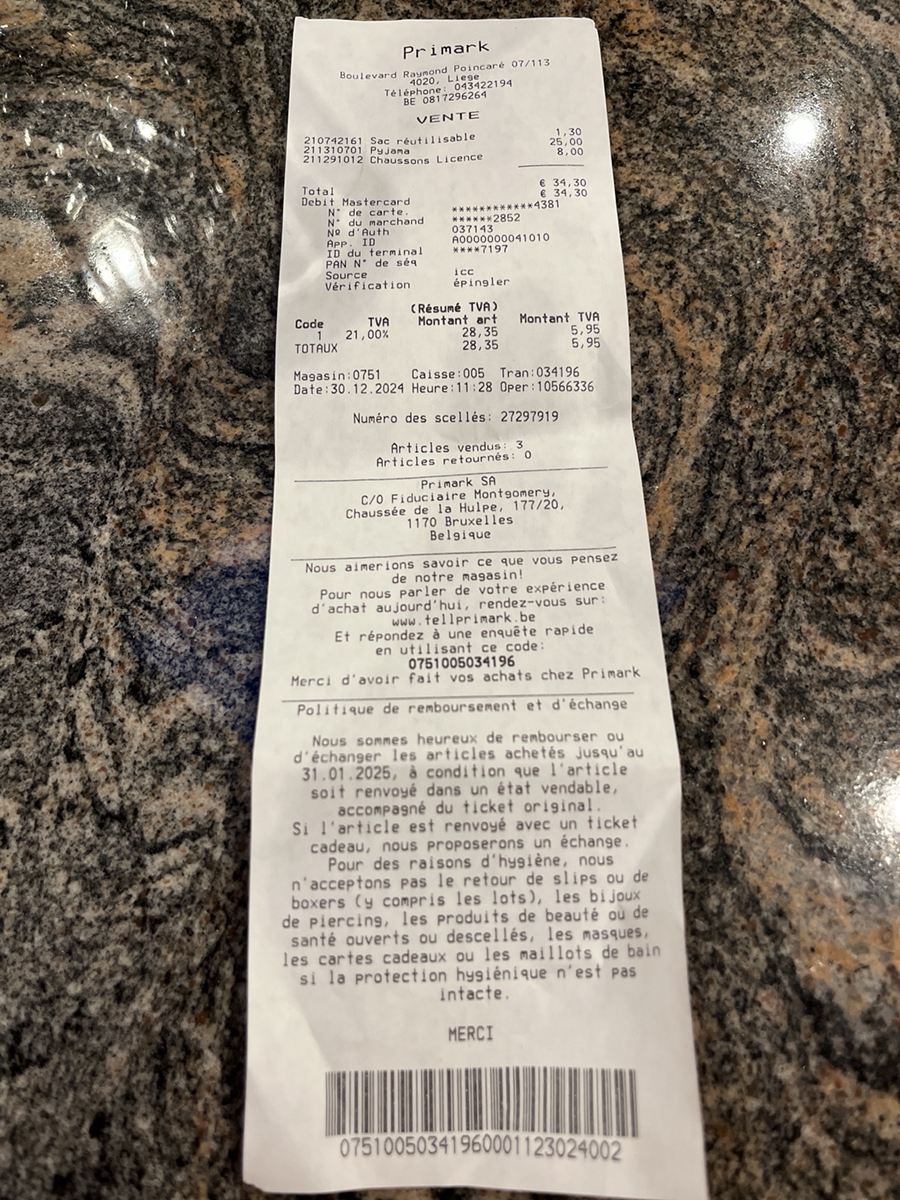 Primark
Boulevard Raymond Poincaré 07/113
4020, Liege
Téléphone: 043422194
BE 0817296264
VENTE
210742161 Sac réutilisable 1,30
211310701 Pyjama 25,00
211291012 Chaussons Licence 8,00
Total € 34,30
Debit Mastercard € 34,30
N° de carte. ************4381
N° du marchand ******2852
Nº d'Auth 037143
App. ID A0000000041010
ID du terminal ****7197
PAN N° de séq
Source icc
Vérification épingler
(Résumé TVA)
Code TVA Montant art Montant TVA
1 21,00% 28,35 5,95
TOTAUX 28,35 5,95
Magasin:0751 Caisse:005 Tran:034196
Date:30.12.2024 Heure:11:28 Oper:10566336
Numéro des scellés: 27297919
Articles vendus: 3
Articles retournés: 0
Primark SA
C/O Fiduciaire Montgomery,
Chaussée de la Hulpe, 177/20,
1170 Bruxelles
Belgique
Nous aimerions savoir ce que vous pensez
de notre magasin!
Pour nous parler de votre expérience
d'achat aujourd'hui, rendez-vous sur:
www.tellprimark.be
Et répondez à une enquête rapide
en utilisant ce code:
0751005034196
Merci d'avoir fait vos achats chez Primark
Politique de remboursement et d'échange
Nous sommes heureux de rembourser ou
d'échanger les articles achetés jusqu'au
31.01.2025, à condition que l'article
soit renvoyé dans un état vendable,
accompagné du ticket original.
Si l'article est renvoyé avec un ticket
cadeau, nous proposerons un échange.
Pour des raisons d'hygiène, nous
n'acceptons pas le retour de slips ou de
boxers (y compris les lots), les bijoux
de piercing, les produits de beauté ou de
santé ouverts ou descellés, les masques,
les cartes cadeaux ou les maillots de bain
si la protection hygiénique n'est pas
intacte.
MERCI
0751005034196001123024002